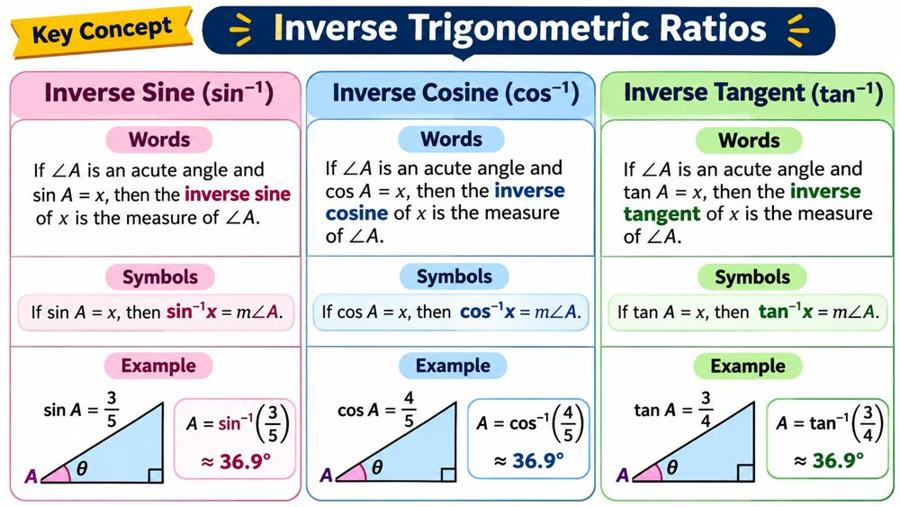 Key Concept
Inverse Trigonometric Ratios
Inverse Sine (sin⁻¹)
Words
If ∠A is an acute angle and
sin A = x, then the inverse sine
of x is the measure of ∠A.
Symbols
If sin A = x, then sin⁻¹x = m∠A.
Example
sin A = 3/5
A = sin⁻¹(3/5)
≈ 36.9°
A
θ
Inverse Cosine (cos⁻¹)
Words
If ∠A is an acute angle and
cos A = x, then the inverse
cosine of x is the measure
of ∠A.
Symbols
If cos A = x, then cos⁻¹x = m∠A.
Example
cos A = 4/5
A = cos⁻¹(4/5)
≈ 36.9°
A
θ
Inverse Tangent (tan⁻¹)
Words
If ∠A is an acute angle and
tan A = x, then the inverse
tangent of x is the measure
of ∠A.
Symbols
If tan A = x, then tan⁻¹x = m∠A.
Example
tan A = 3/4
A = tan⁻¹(3/4)
≈ 36.9°
A
θ